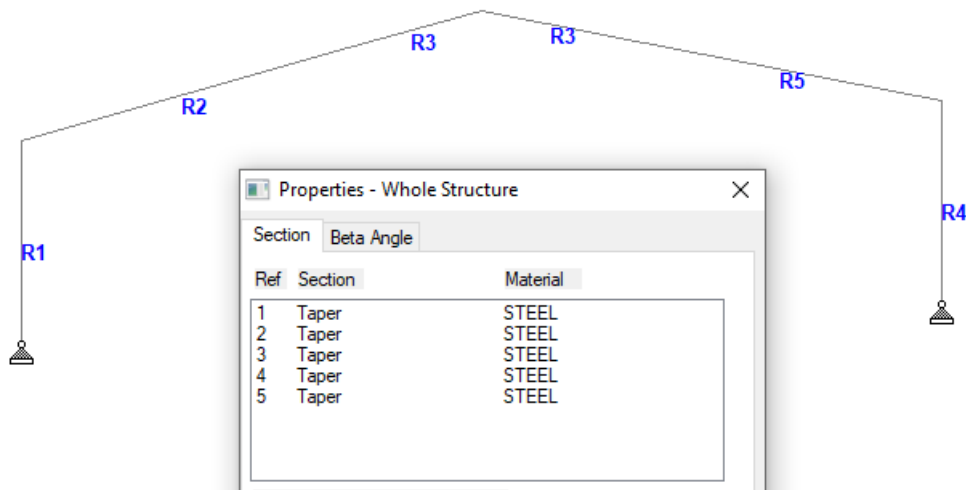 R3
R3
R5
R2
Properties - Whole Structure
R4
Section
Beta Angle
R1
Ref Section Material
1 Taper STEEL
2 Taper STEEL
3 Taper STEEL
4 Taper STEEL
5 Taper STEEL